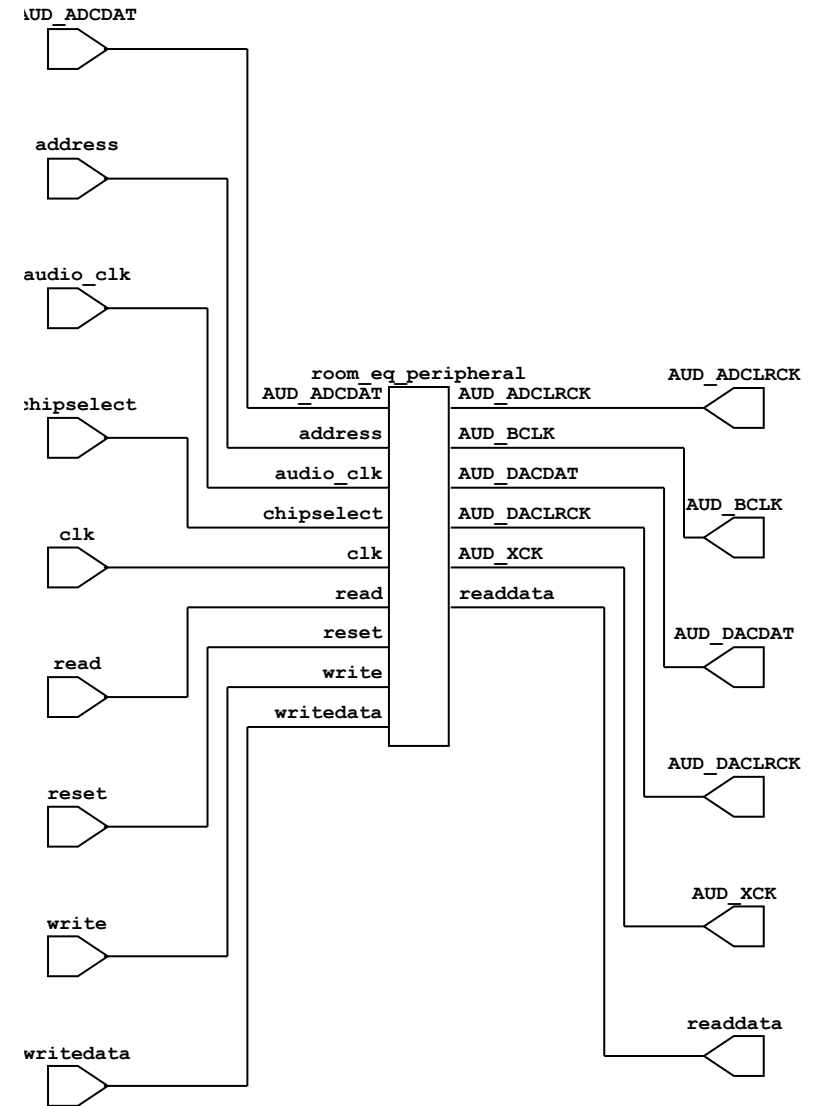 AUD_ADCDAT
address
audio_clk
chipselect
clk
read
reset
write
writedata
room_eq_peripheral
AUD_ADCDAT
address
audio_clk
chipselect
clk
read
reset
write
writedata
AUD_ADCLRCK
AUD_BCLK
AUD_DACDAT
AUD_DACLRCK
AUD_XCK
readdata
AUD_ADCLRCK
AUD_BCLK
AUD_DACDAT
AUD_DACLRCK
AUD_XCK
readdata